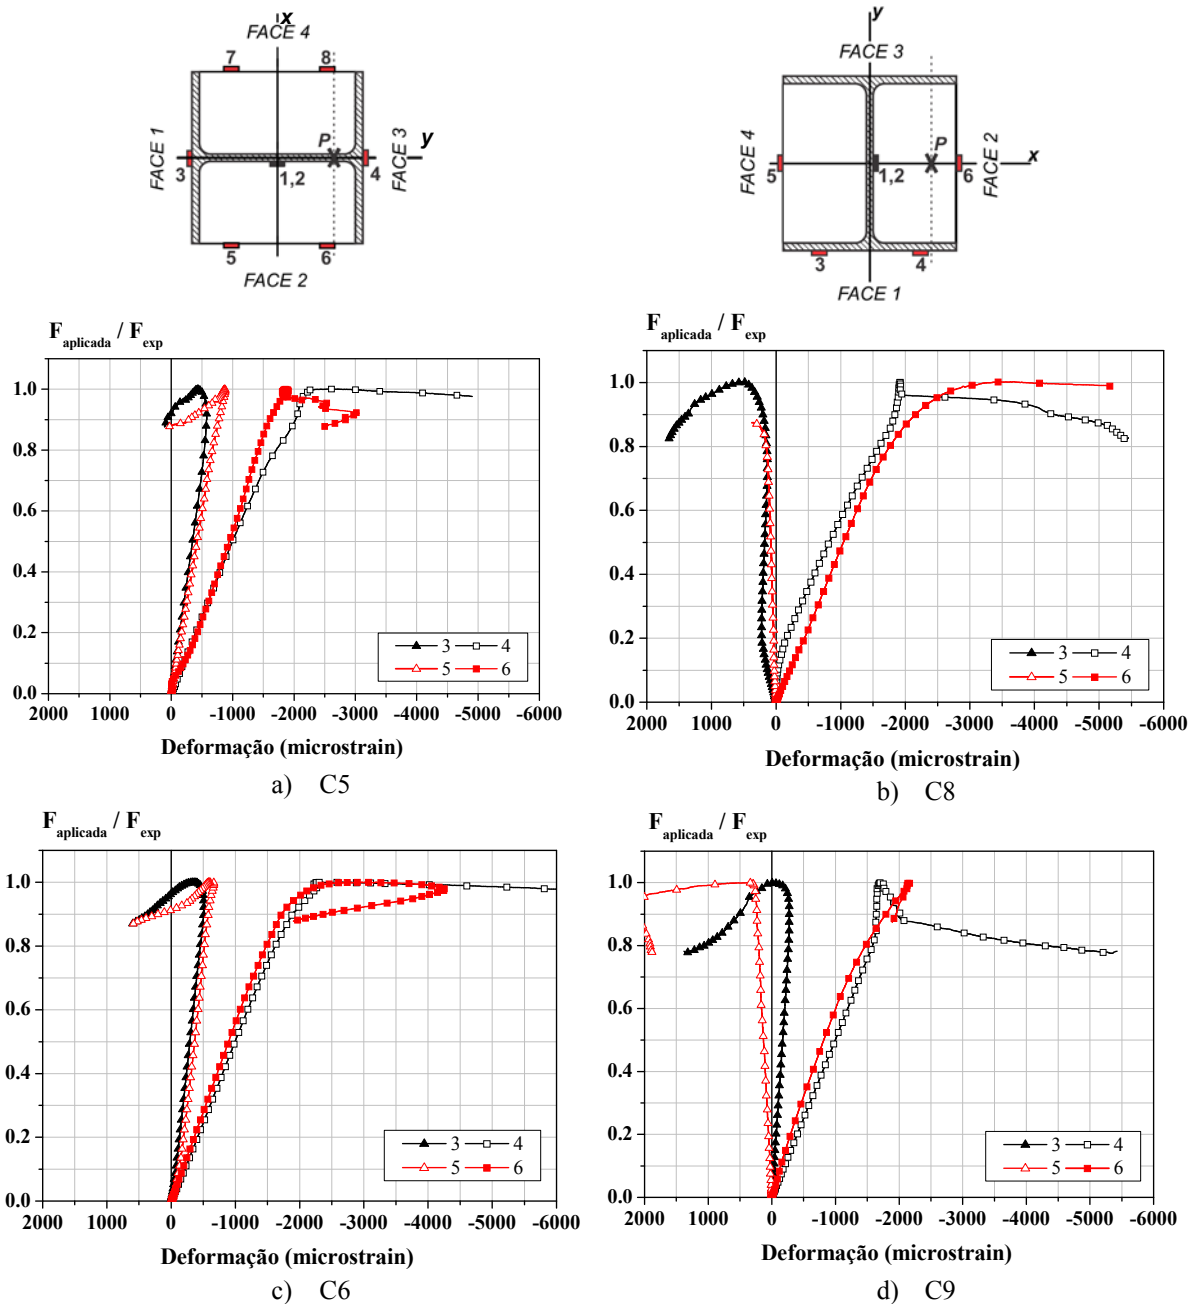 x
FACE 4
7 8
FACE 1
P
FACE 3
y
3 1,2 4
5 6
FACE 2
y
FACE 3
FACE 4
P
FACE 2
x
5 1,2 6
3 4
FACE 1
F aplicada / F exp
1.0
0.8
0.6
0.4
0.2
0.0
3 4
5 6
2000 1000 0 -1000 -2000 -3000 -4000 -5000 -6000
Deformação (microstrain)
a) C5
F aplicada / F exp
1.0
0.8
0.6
0.4
0.2
0.0
3 4
5 6
2000 1000 0 -1000 -2000 -3000 -4000 -5000 -6000
Deformação (microstrain)
b) C8
F aplicada / F exp
1.0
0.8
0.6
0.4
0.2
0.0
3 4
5 6
2000 1000 0 -1000 -2000 -3000 -4000 -5000 -6000
Deformação (microstrain)
c) C6
F aplicada / F exp
1.0
0.8
0.6
0.4
0.2
0.0
3 4
5 6
2000 1000 0 -1000 -2000 -3000 -4000 -5000 -6000
Deformação (microstrain)
d) C9